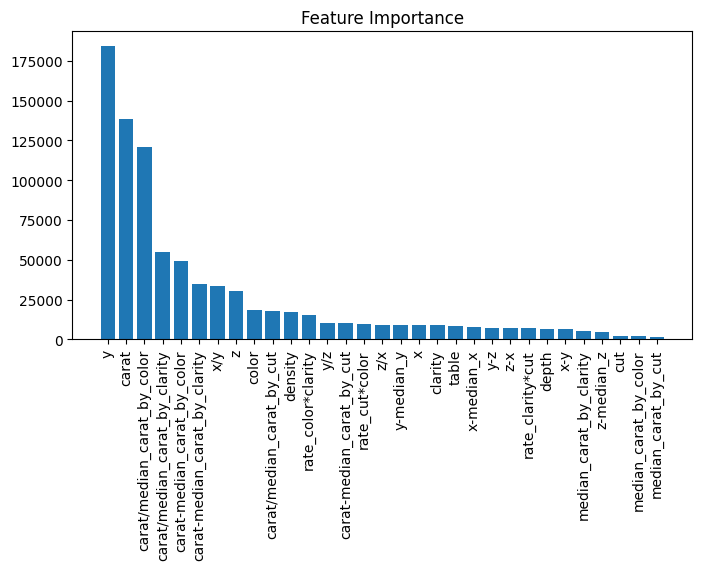 Feature Importance
175000
150000
125000
100000
75000
50000
25000
0
y
carat
carat/median_carat_by_color
carat/median_carat_by_clarity
carat-median_carat_by_color
carat-median_carat_by_clarity
x/y
z
color
carat/median_carat_by_cut
density
rate_color*clarity
y/z
carat-median_carat_by_cut
rate_cut*color
z/x
y-median_y
x
clarity
table
x-median_x
y-z
z-x
rate_clarity*cut
depth
x-y
median_carat_by_clarity
z-median_z
cut
median_carat_by_color
median_carat_by_cut